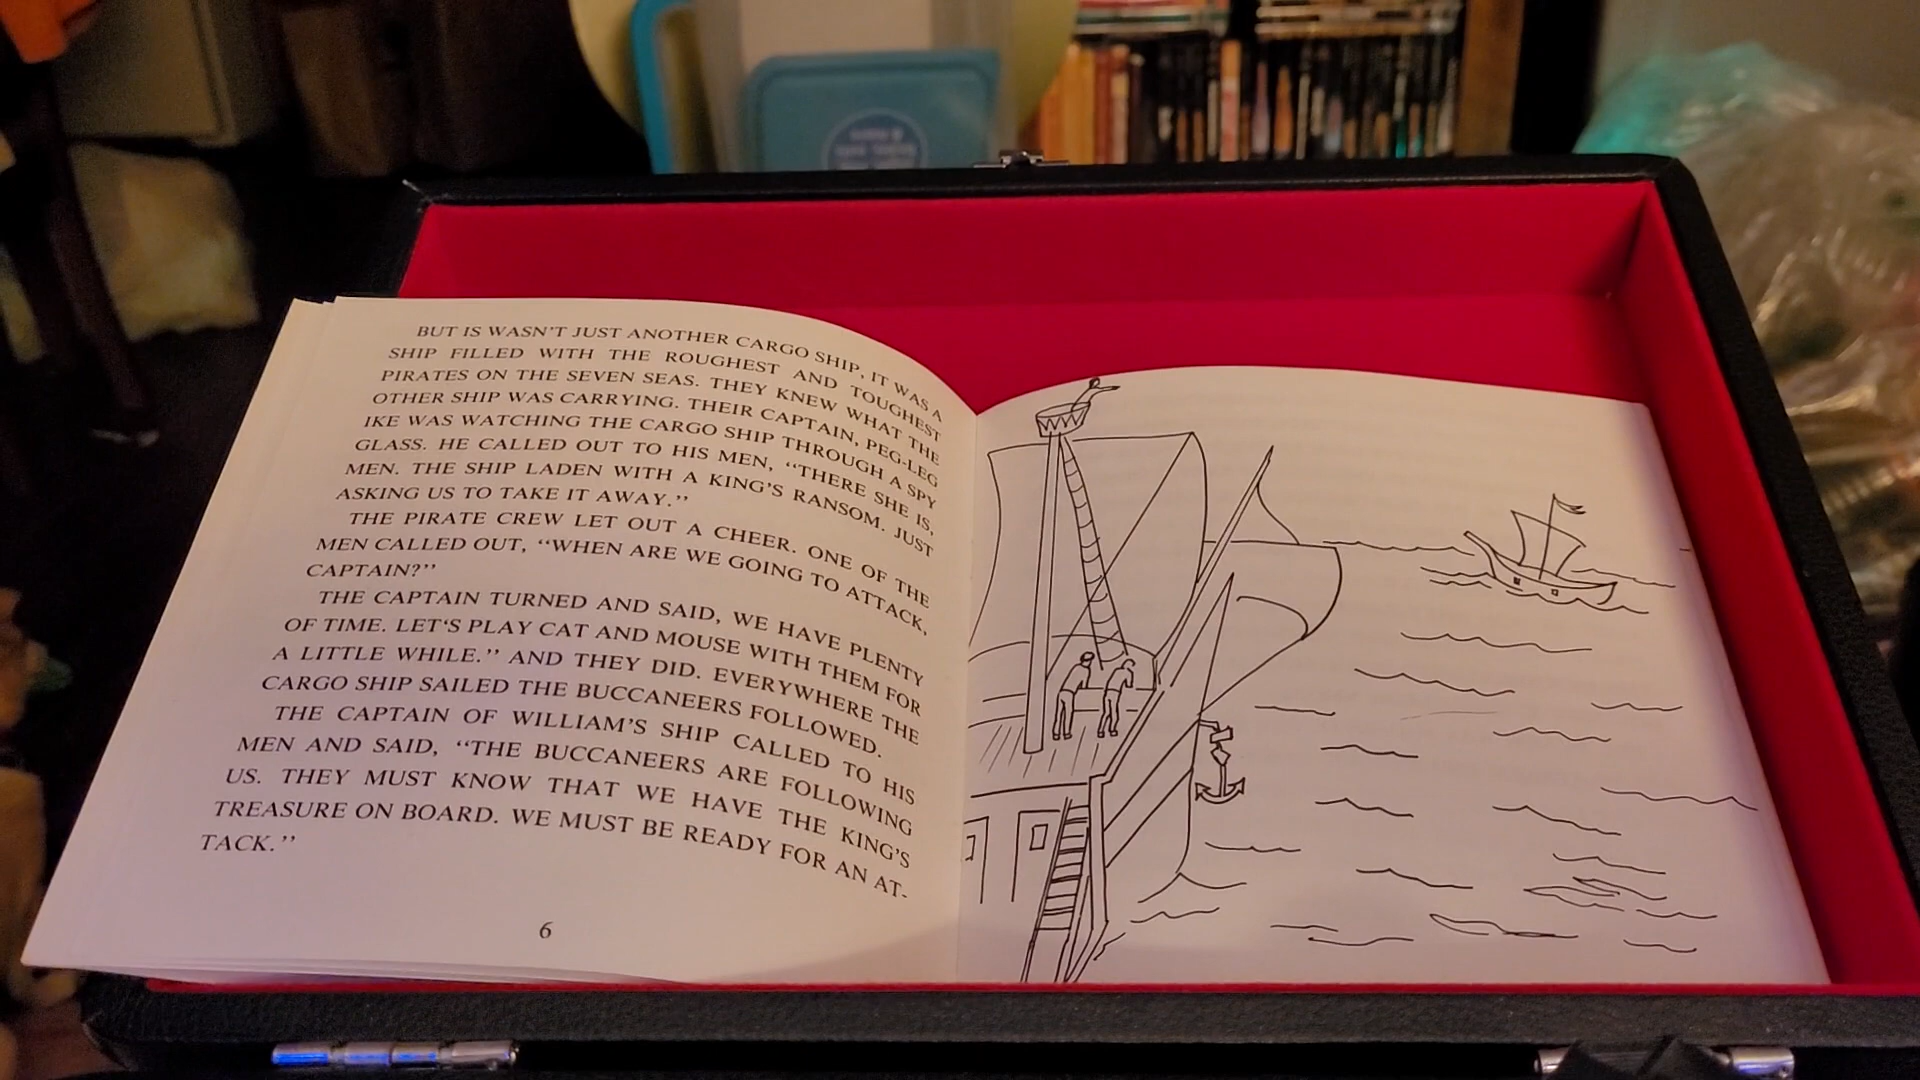 BUT IS WASN'T JUST ANOTHER CARGO SHIP, IT WAS A
SHIP FILLED WITH THE ROUGHEST AND TOUGHEST
PIRATES ON THE SEVEN SEAS. THEY KNEW WHAT THE
OTHER SHIP WAS CARRYING. THEIR CAPTAIN, PEG-LEG
IKE WAS WATCHING THE CARGO SHIP THROUGH A SPY
GLASS. HE CALLED OUT TO HIS MEN, “THERE SHE IS,
MEN. THE SHIP LADEN WITH A KING'S RANSOM. JUST
ASKING US TO TAKE IT AWAY.”
THE PIRATE CREW LET OUT A CHEER. ONE OF THE
MEN CALLED OUT, “WHEN ARE WE GOING TO ATTACK,
CAPTAIN?”
THE CAPTAIN TURNED AND SAID, WE HAVE PLENTY
OF TIME. LET'S PLAY CAT AND MOUSE WITH THEM FOR
A LITTLE WHILE.” AND THEY DID. EVERYWHERE THE
CARGO SHIP SAILED THE BUCCANEERS FOLLOWED.
THE CAPTAIN OF WILLIAM'S SHIP CALLED TO HIS
MEN AND SAID, “THE BUCCANEERS ARE FOLLOWING
US. THEY MUST KNOW THAT WE HAVE THE KING'S
TREASURE ON BOARD. WE MUST BE READY FOR AN AT-
TACK.”
6